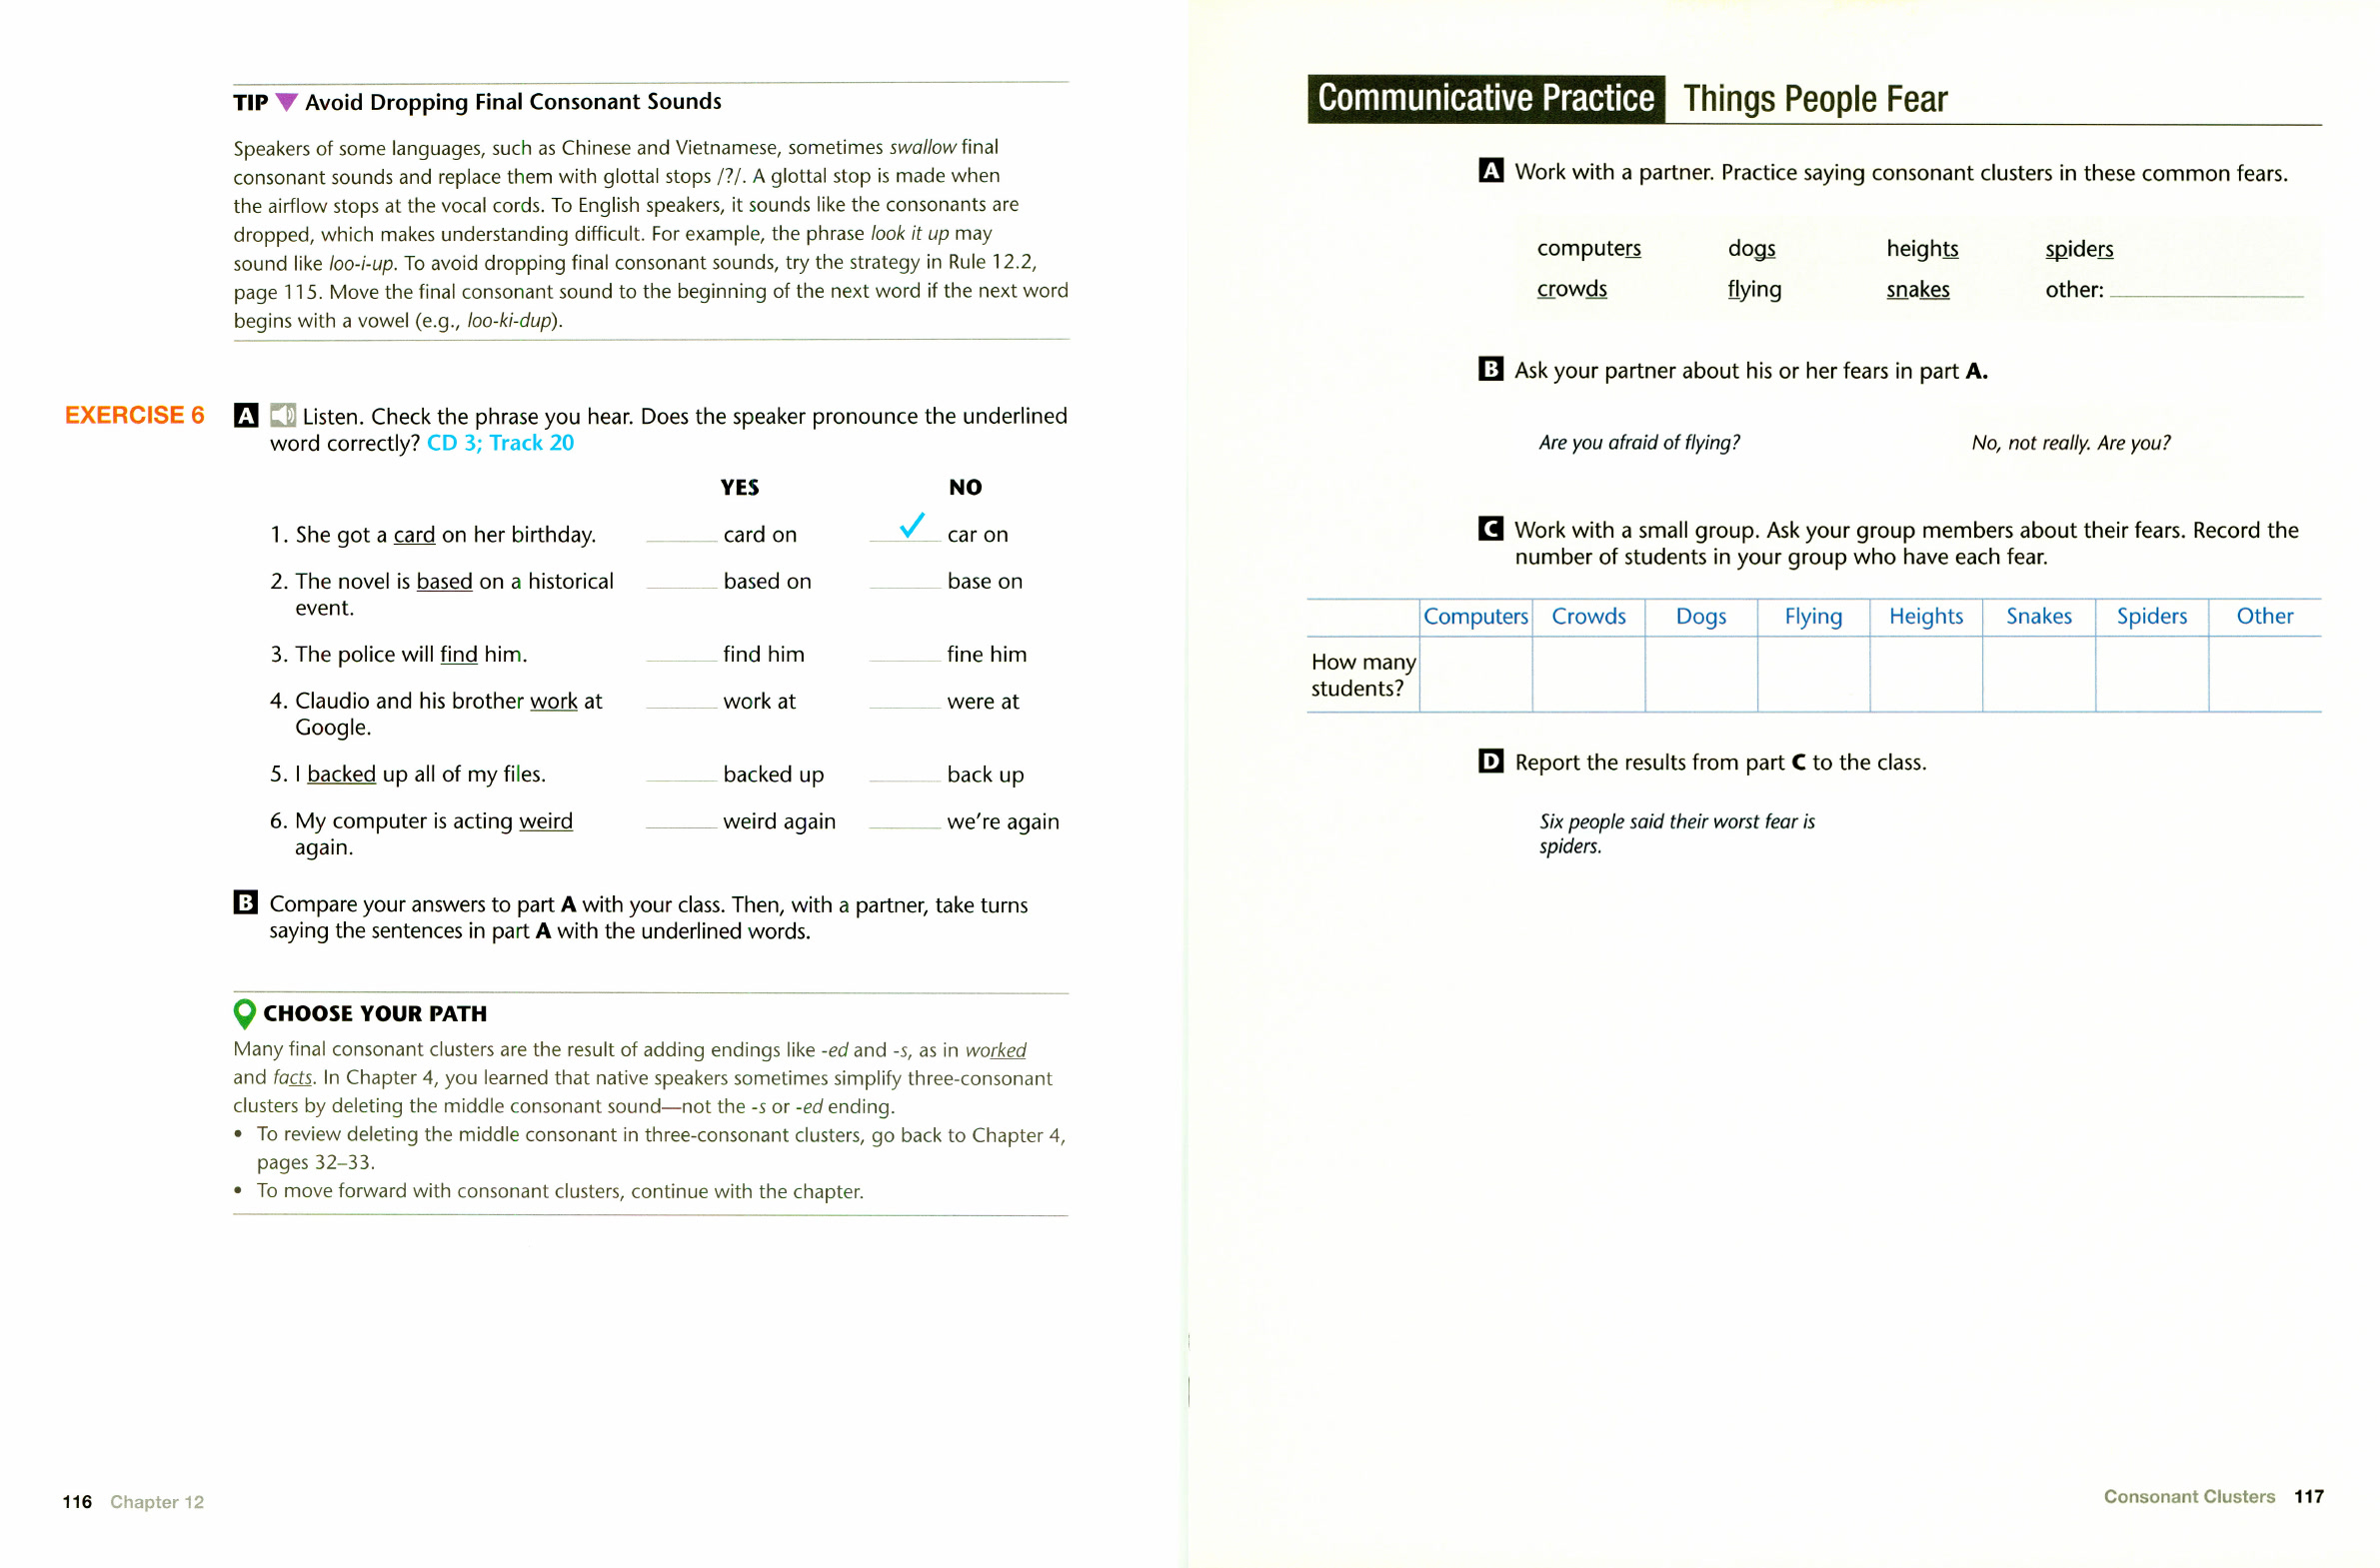 TIP ▼ Avoid Dropping Final Consonant Sounds
Speakers of some languages, such as Chinese and Vietnamese, sometimes swallow final
consonant sounds and replace them with glottal stops /?/. A glottal stop is made when
the airflow stops at the vocal cords. To English speakers, it sounds like the consonants are
dropped, which makes understanding difficult. For example, the phrase look it up may
sound like loo-i-up. To avoid dropping final consonant sounds, try the strategy in Rule 12.2,
page 115. Move the final consonant sound to the beginning of the next word if the next word
begins with a vowel (e.g., loo-ki-dup).
EXERCISE 6 A Listen. Check the phrase you hear. Does the speaker pronounce the underlined
word correctly? CD 3; Track 20
YES NO
1. She got a card on her birthday. ______ card on ___✓___ car on
2. The novel is based on a historical ______ based on ______ base on
event.
3. The police will find him. ______ find him ______ fine him
4. Claudio and his brother work at ______ work at ______ were at
Google.
5. I backed up all of my files. ______ backed up ______ back up
6. My computer is acting weird ______ weird again ______ we're again
again.
B Compare your answers to part A with your class. Then, with a partner, take turns
saying the sentences in part A with the underlined words.
CHOOSE YOUR PATH
Many final consonant clusters are the result of adding endings like -ed and -s, as in worked
and facts. In Chapter 4, you learned that native speakers sometimes simplify three-consonant
clusters by deleting the middle consonant sound—not the -s or -ed ending.
• To review deleting the middle consonant in three-consonant clusters, go back to Chapter 4,
pages 32–33.
• To move forward with consonant clusters, continue with the chapter.
116 Chapter 12
Communicative Practice Things People Fear
A Work with a partner. Practice saying consonant clusters in these common fears.
computers dogs heights spiders
crowds flying snakes other: ______
B Ask your partner about his or her fears in part A.
Are you afraid of flying? No, not really. Are you?
C Work with a small group. Ask your group members about their fears. Record the
number of students in your group who have each fear.
Computers Crowds Dogs Flying Heights Snakes Spiders Other
How many
students?
D Report the results from part C to the class.
Six people said their worst fear is
spiders.
Consonant Clusters 117